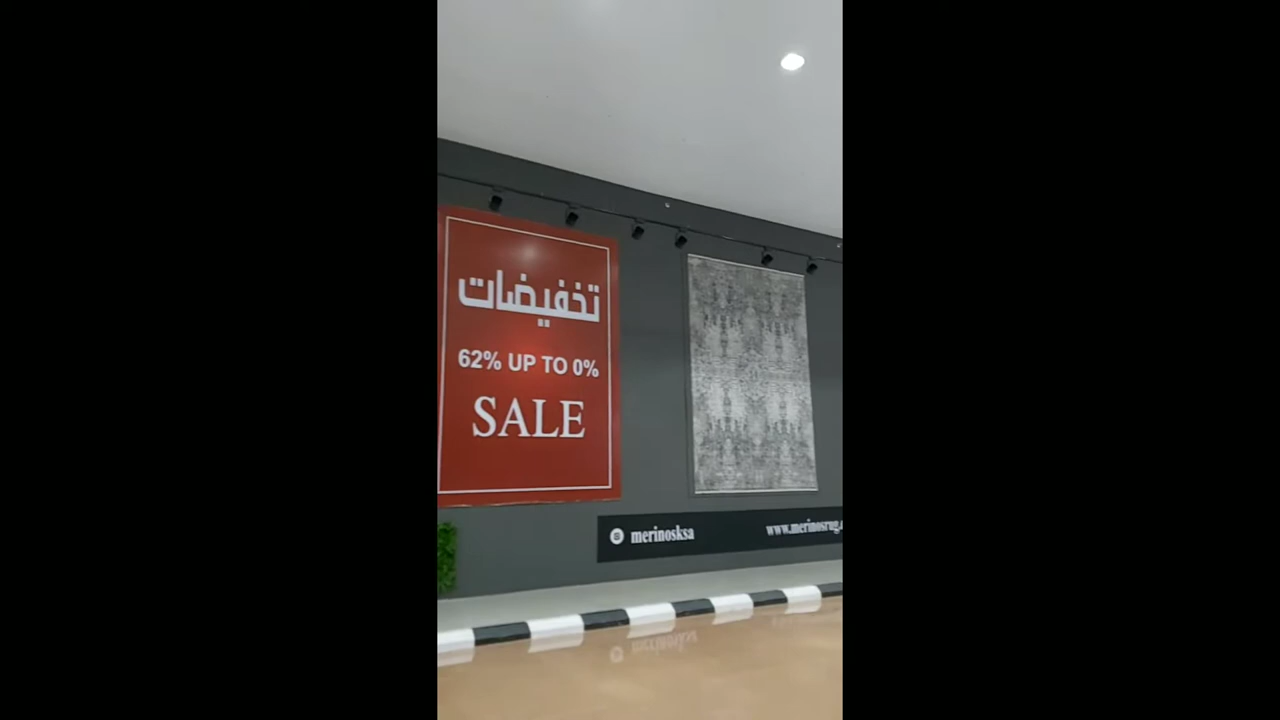 تخفيضات
62% UP TO 0%
SALE
merinosksa
www.merinosrug.